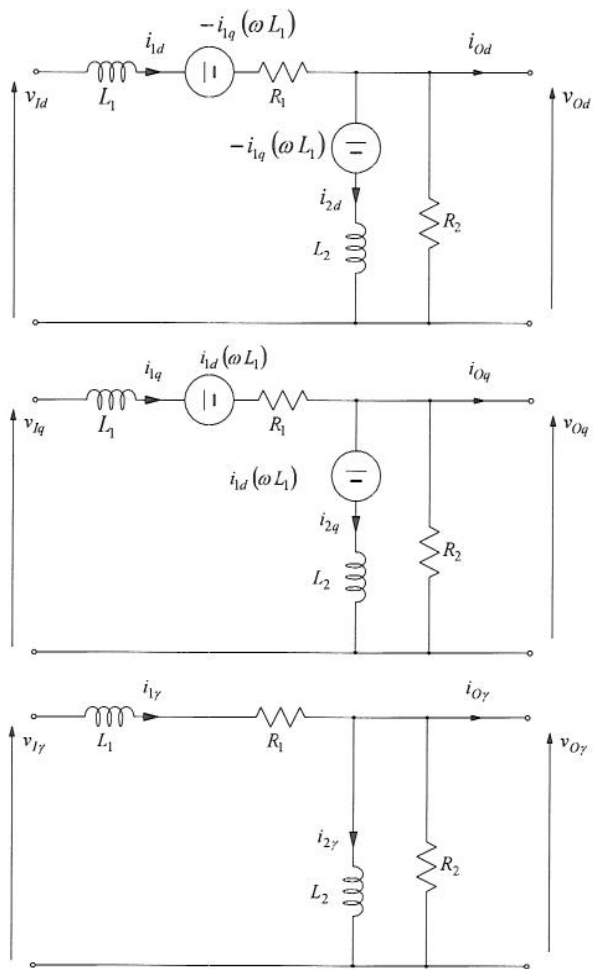 −i₁q(ωL₁)
i₁d
iOd
vId
L₁
R₁
vOd
−i₁q(ωL₁)
i₂d
R₂
L₂
i₁q
i₁d(ωL₁)
iOq
vIq
L₁
R₁
vOq
i₁d(ωL₁)
i₂q
R₂
L₂
i₁γ
iOγ
vIγ
L₁
R₁
vOγ
i₂γ
R₂
L₂